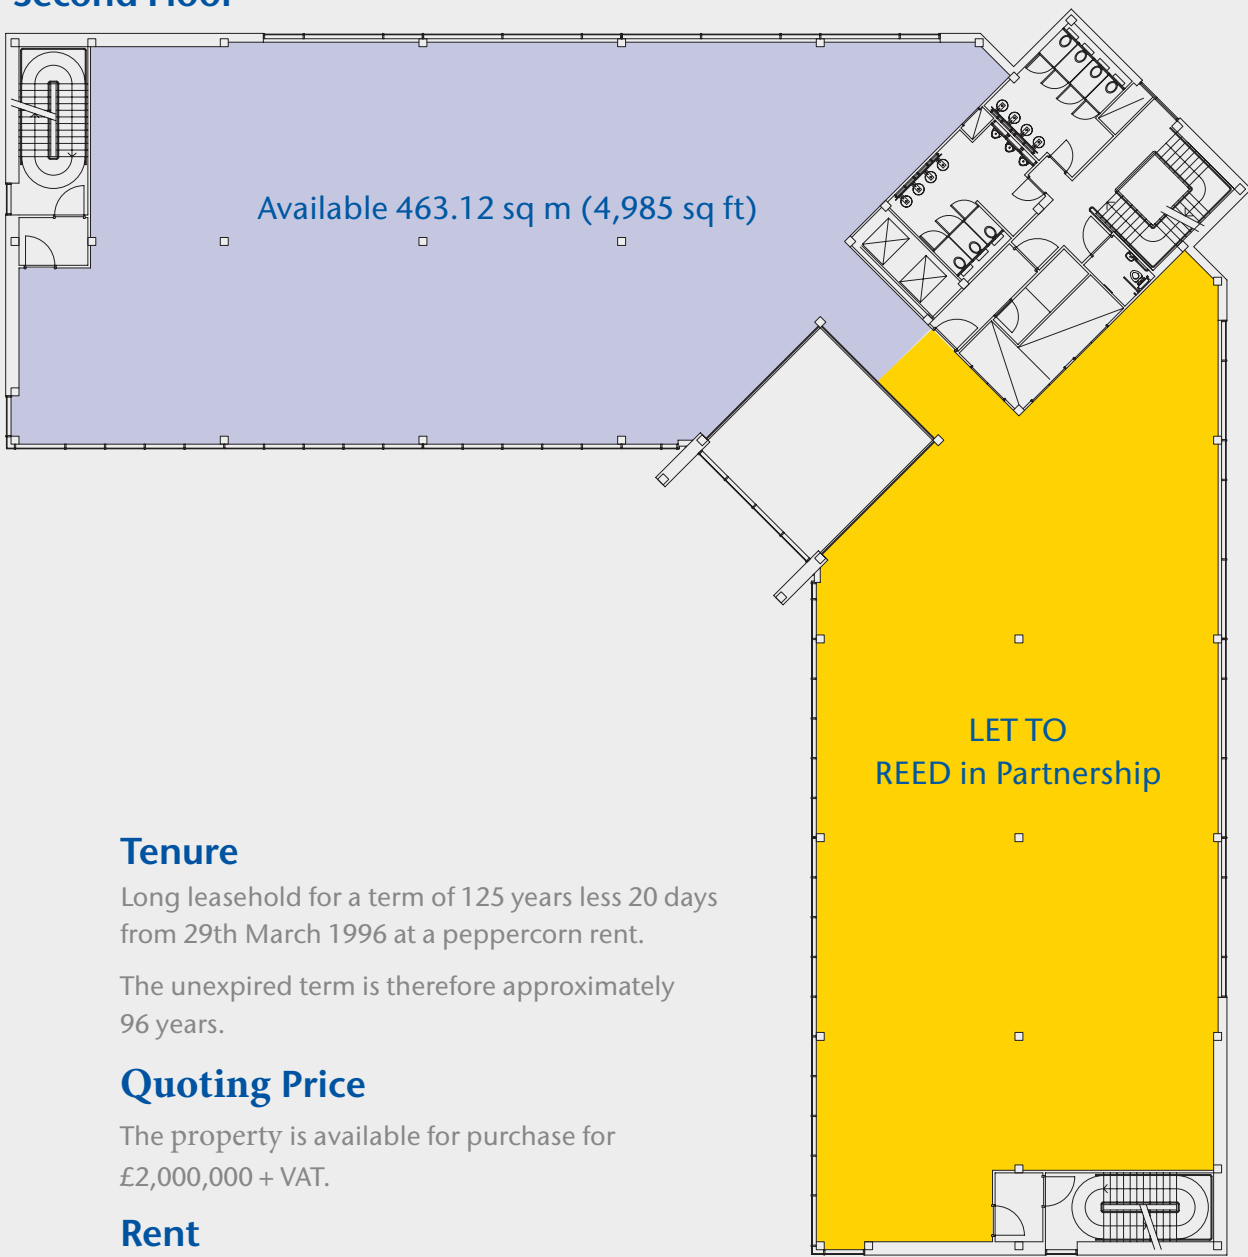 Second Floor
Available 463.12 sq m (4,985 sq ft)
LET TO
REED in Partnership
Tenure
Long leasehold for a term of 125 years less 20 days
from 29th March 1996 at a peppercorn rent.
The unexpired term is therefore approximately
96 years.
Quoting Price
The property is available for purchase for
£2,000,000 + VAT.
Rent